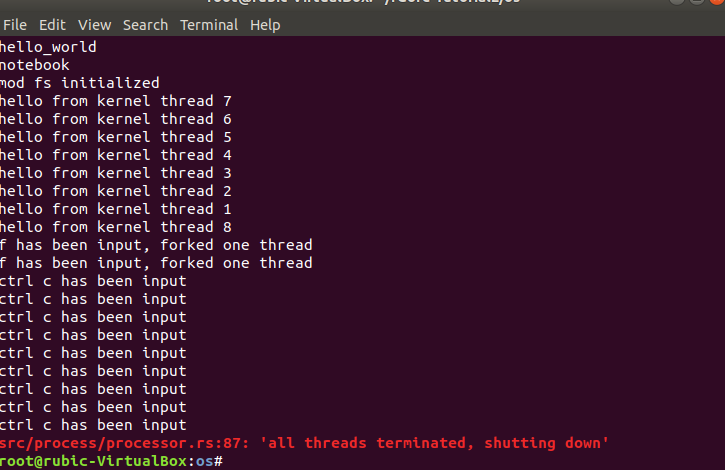 root@rubic-VirtualBox:
File Edit View Search Terminal Help
hello_world
notebook
mod fs initialized
hello from kernel thread 7
hello from kernel thread 6
hello from kernel thread 5
hello from kernel thread 4
hello from kernel thread 3
hello from kernel thread 2
hello from kernel thread 1
hello from kernel thread 8
f has been input, forked one thread
f has been input, forked one thread
ctrl c has been input
ctrl c has been input
ctrl c has been input
ctrl c has been input
ctrl c has been input
ctrl c has been input
ctrl c has been input
ctrl c has been input
ctrl c has been input
src/process/processor.rs:87: 'all threads terminated, shutting down'
root@rubic-VirtualBox:os#